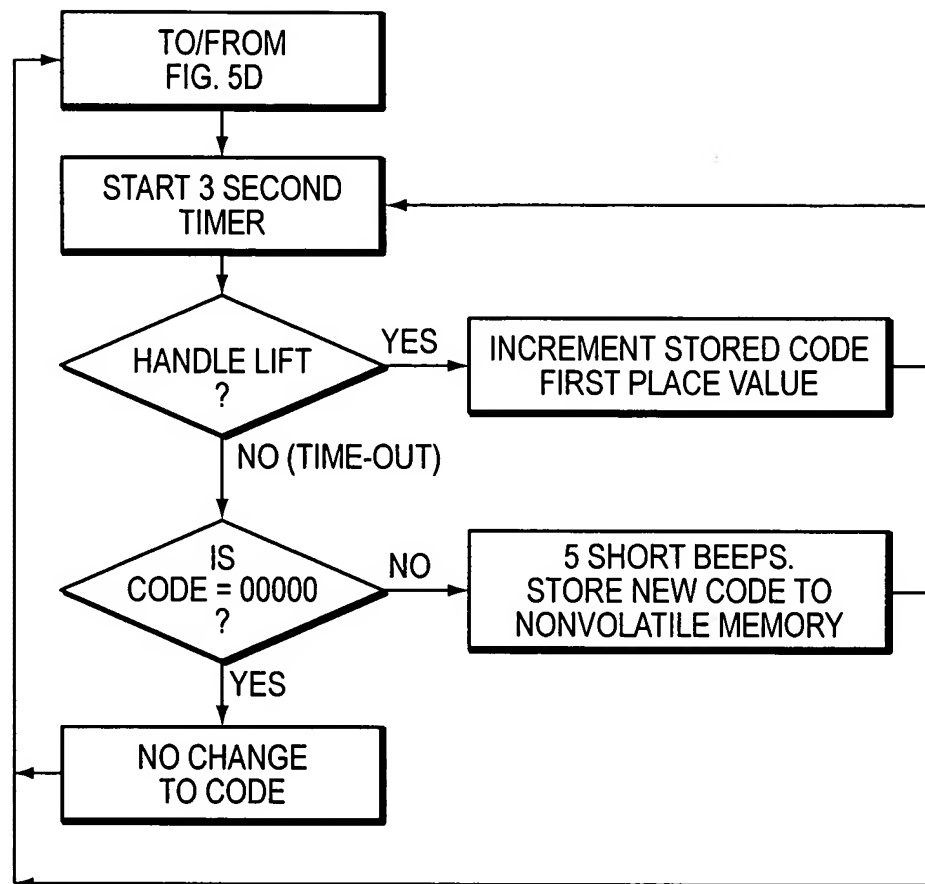 TO/FROM
FIG. 5D
START 3 SECOND
TIMER
HANDLE LIFT
?
YES
INCREMENT STORED CODE
FIRST PLACE VALUE
NO (TIME-OUT)
IS
CODE = 00000
?
NO
5 SHORT BEEPS.
STORE NEW CODE TO
NONVOLATILE MEMORY
YES
NO CHANGE
TO CODE